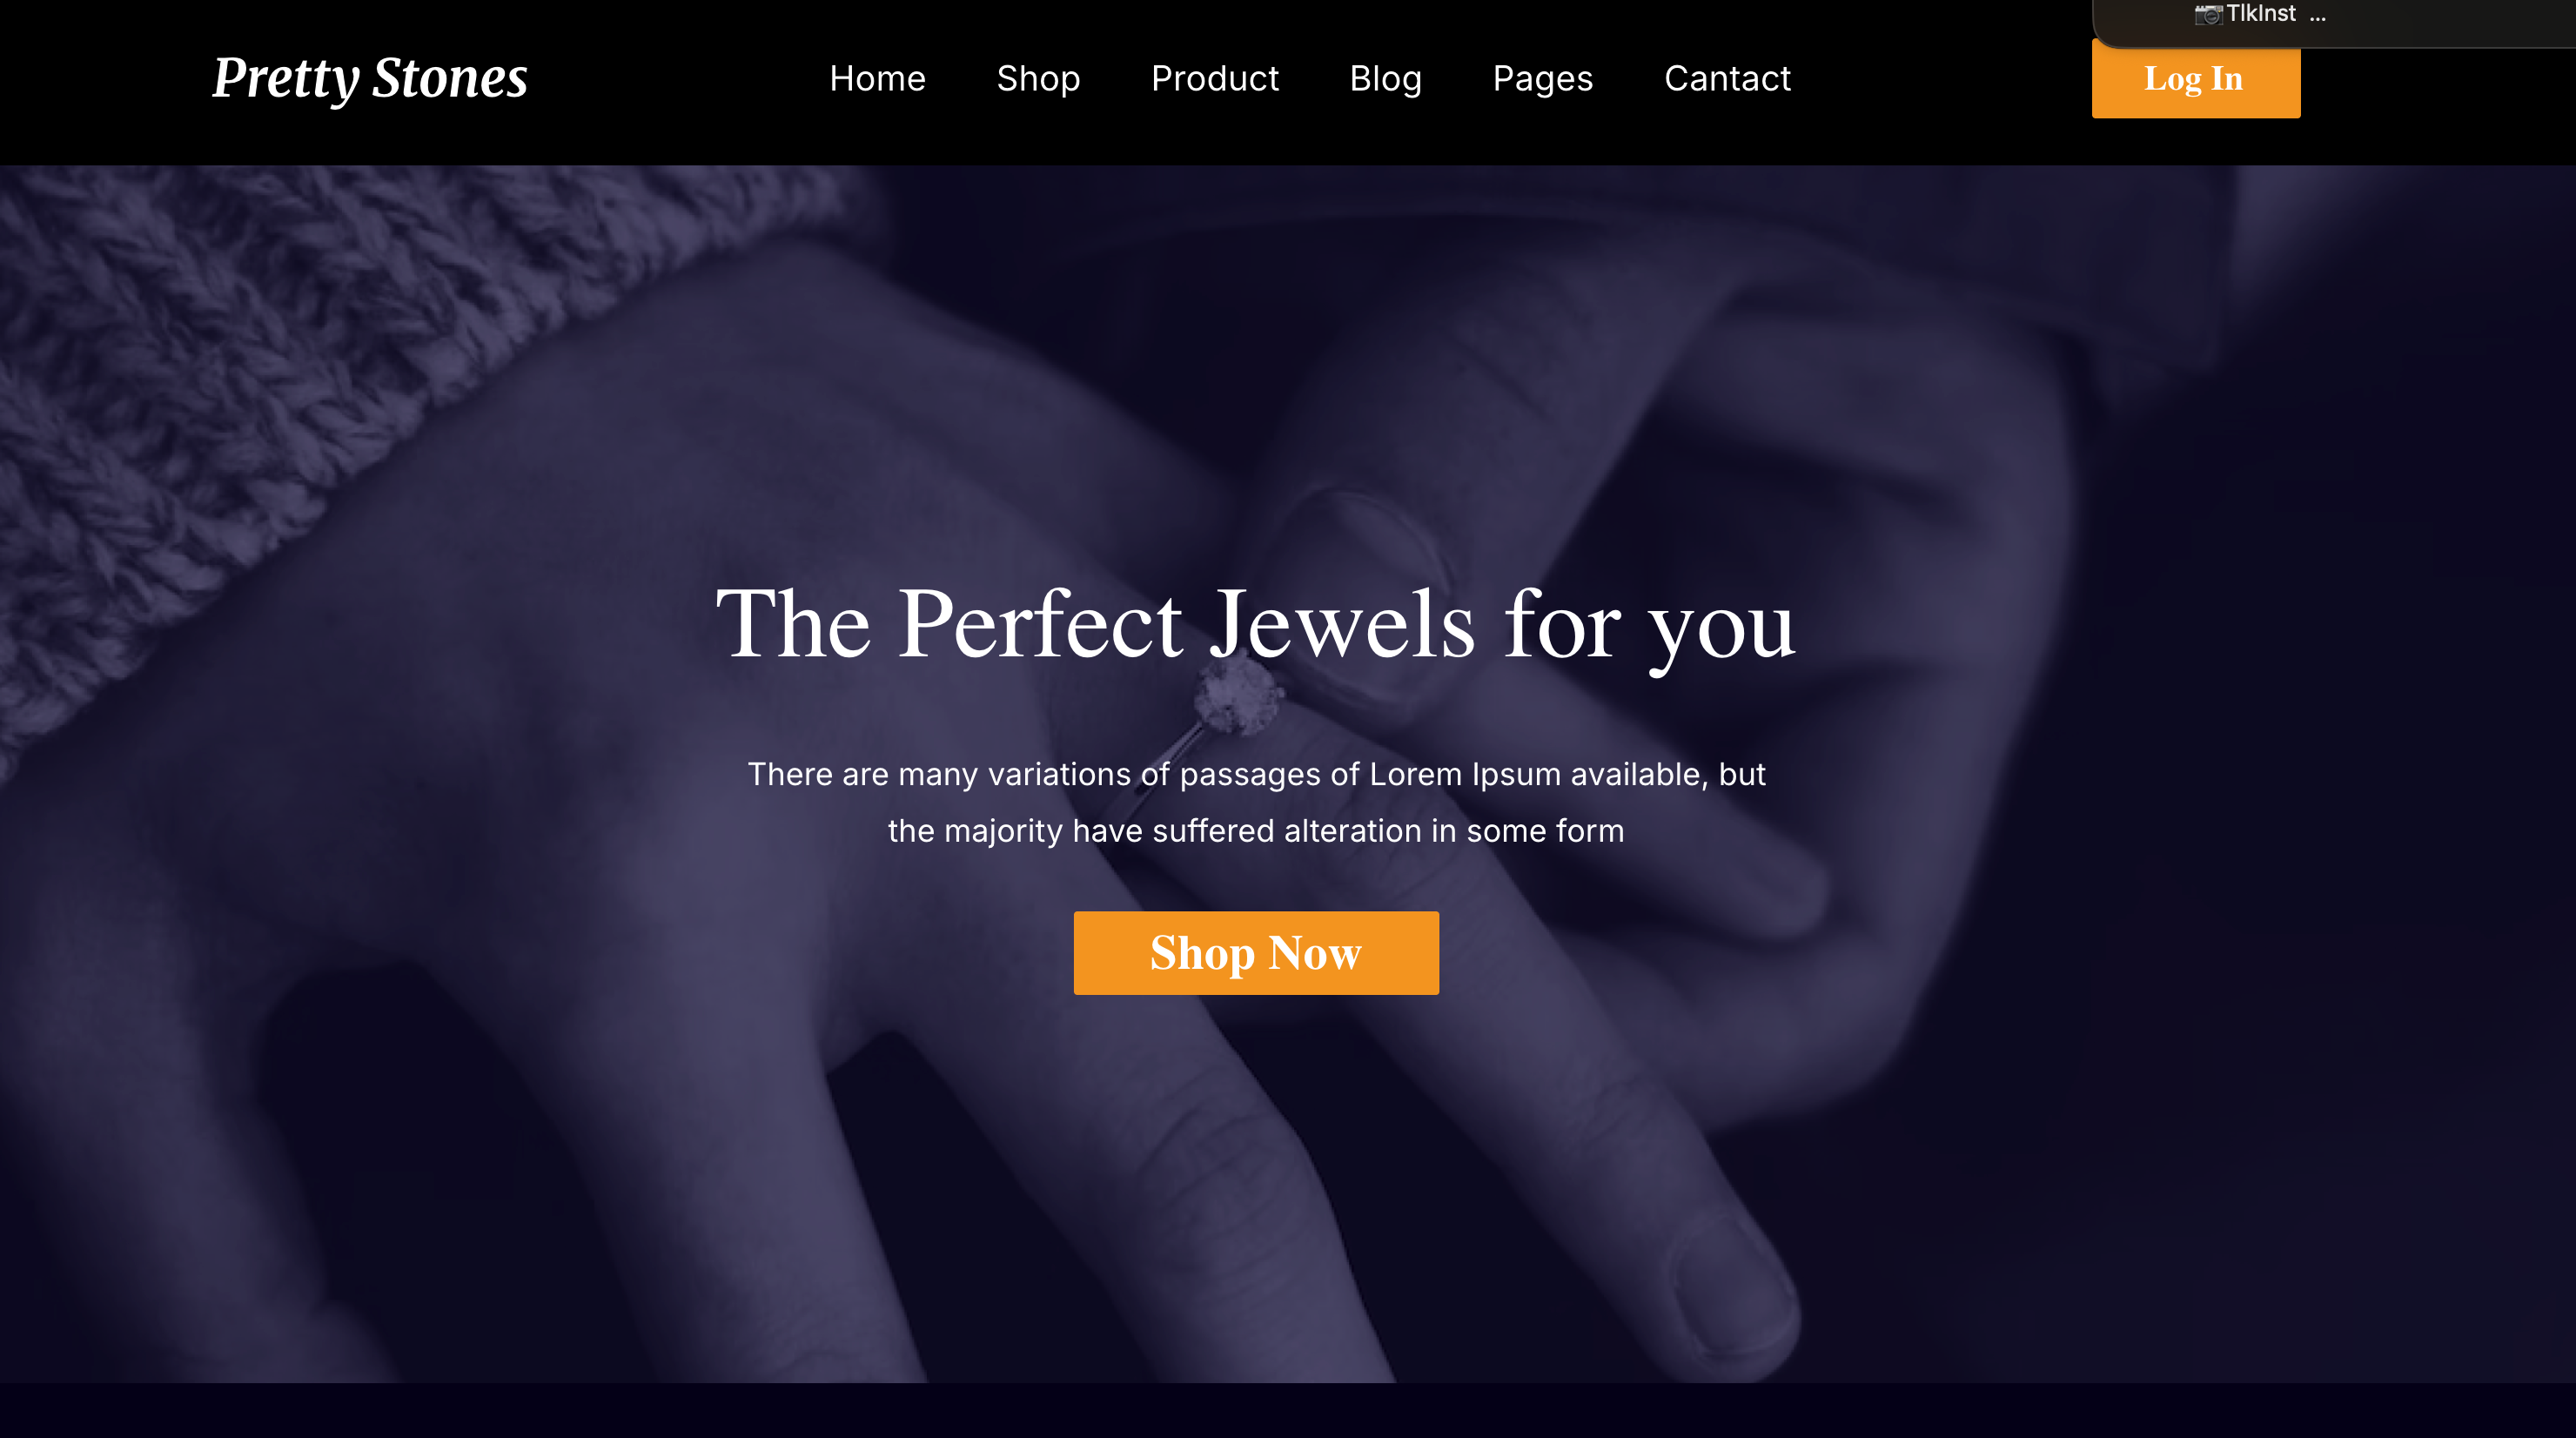 TlkInst ...
Pretty Stones
Home Shop Product Blog Pages Cantact
Log In
The Perfect Jewels for you
There are many variations of passages of Lorem Ipsum available, but
the majority have suffered alteration in some form
Shop Now